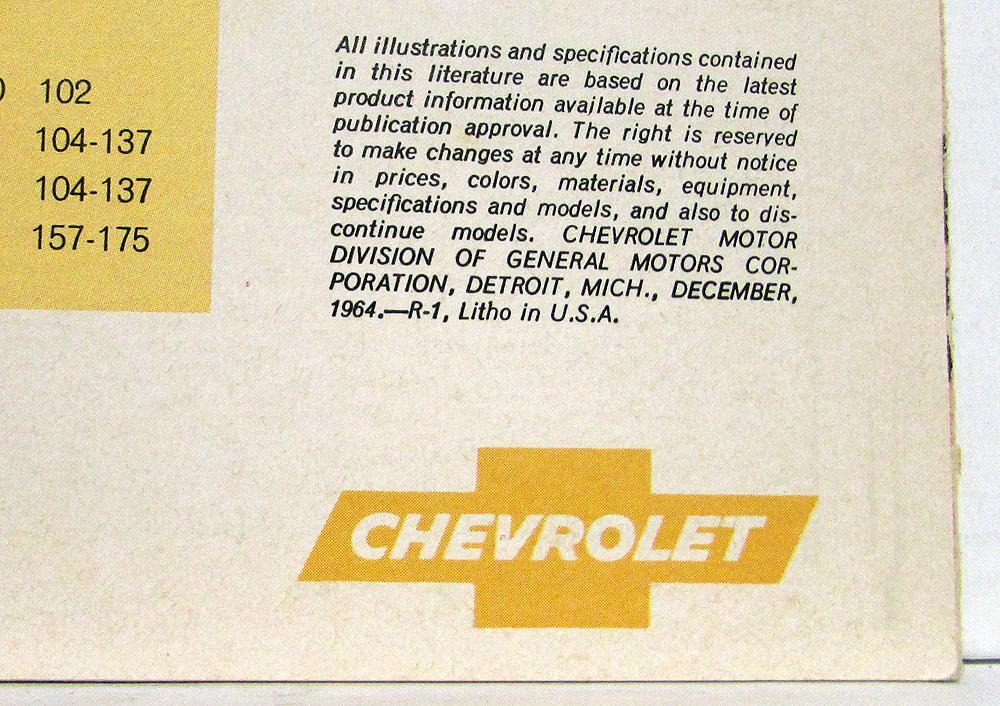 102
104-137
104-137
157-175
All illustrations and specifications contained
in this literature are based on the latest
product information available at the time of
publication approval. The right is reserved
to make changes at any time without notice
in prices, colors, materials, equipment,
specifications and models, and also to dis-
continue models. CHEVROLET MOTOR
DIVISION OF GENERAL MOTORS COR-
PORATION, DETROIT, MICH., DECEMBER,
1964.—R-1, Litho in U.S.A.
CHEVROLET